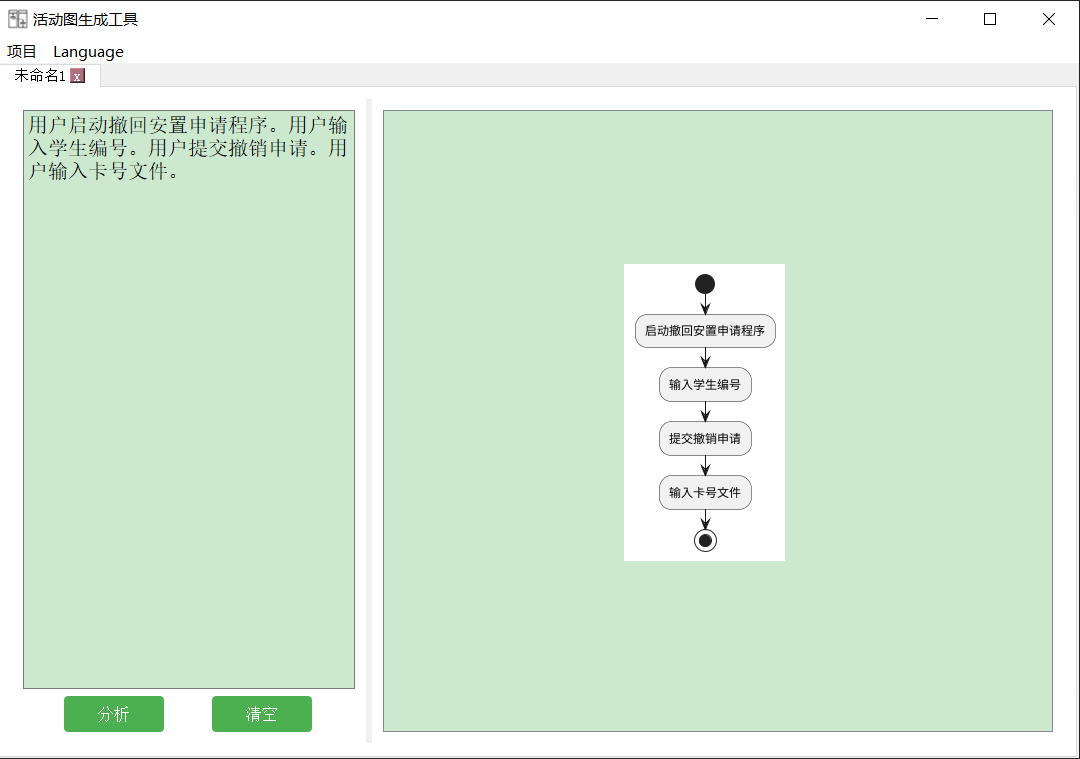 活动图生成工具
项目 Language
未命名1 x
用户启动撤回安置申请程序。用户输
入学生编号。用户提交撤销申请。用
户输入卡号文件。
启动撤回安置申请程序
输入学生编号
提交撤销申请
输入卡号文件
分析 清空